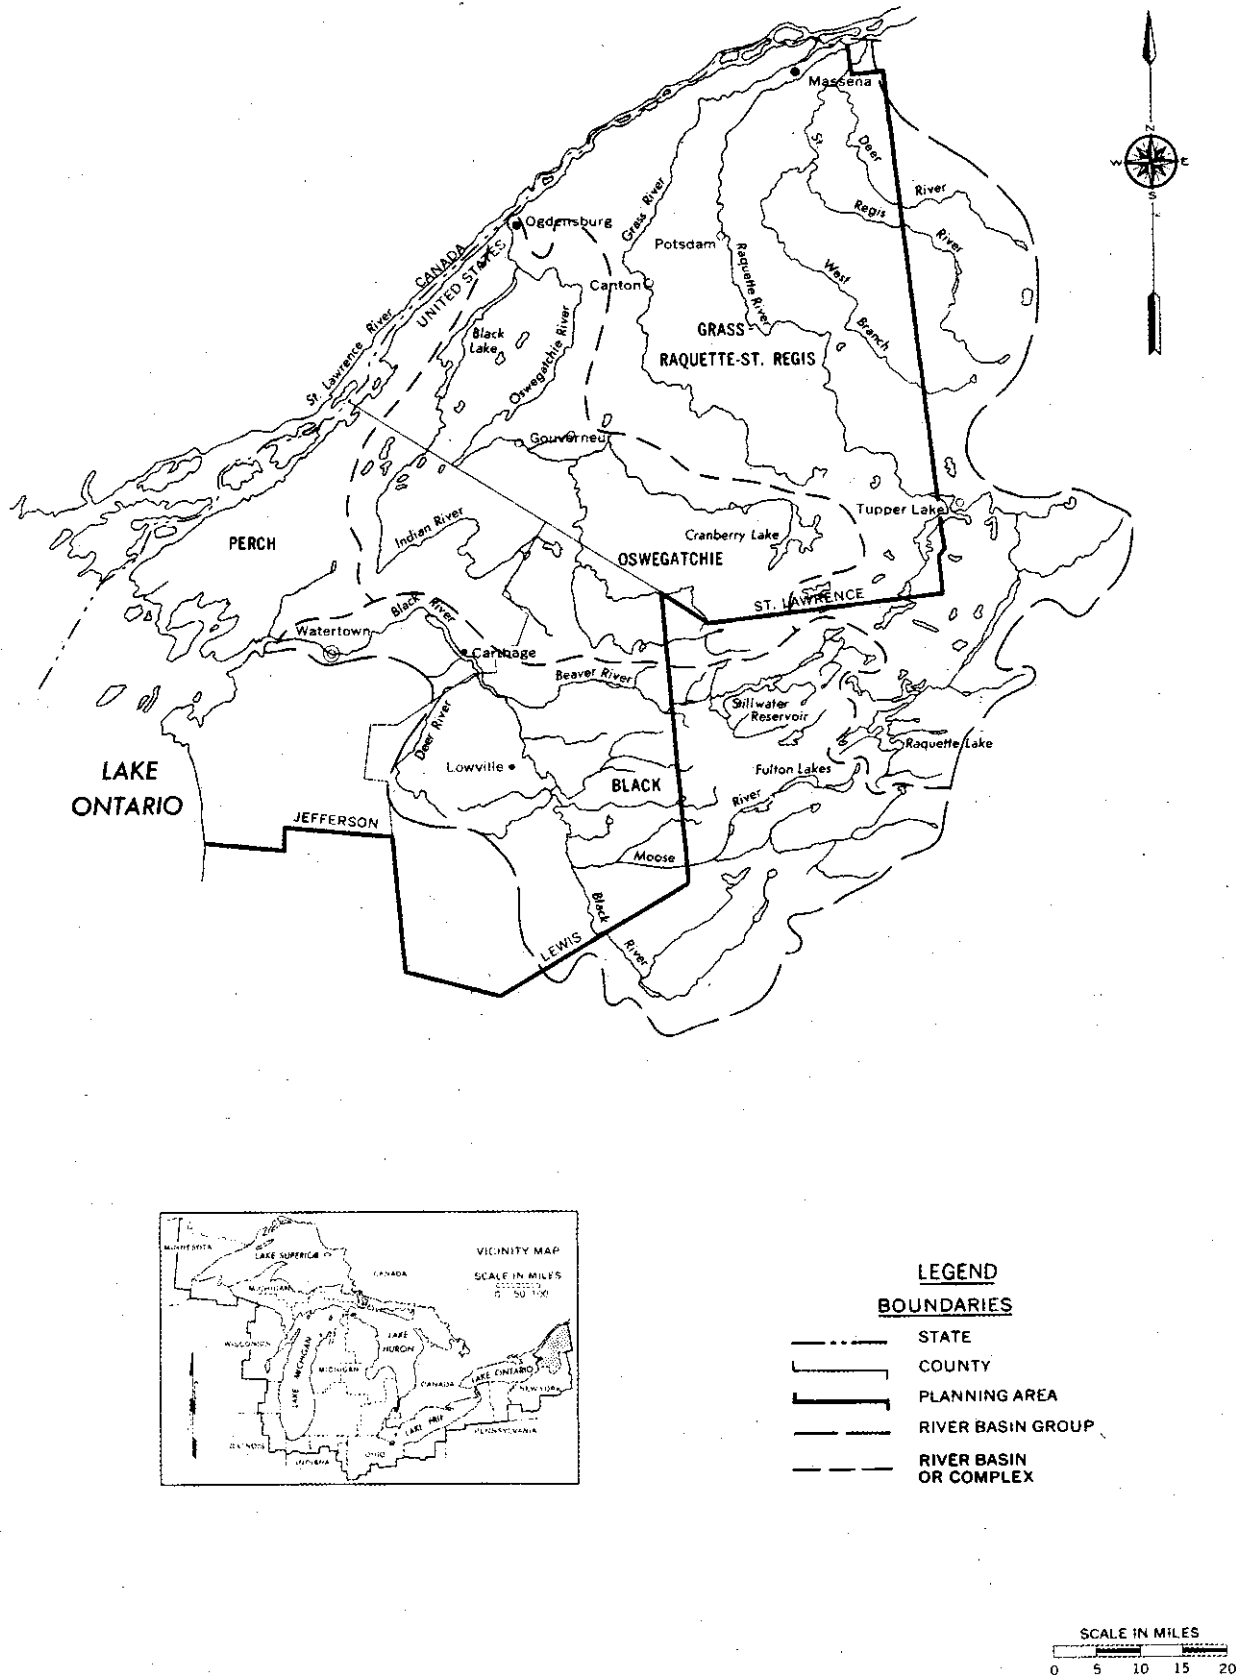 Massena
N
W E
S
St.
Deer
River
Regis
River
Grass River
Ogdensburg
Potsdam
Raquette River
CANADA
UNITED STATES
Canton
West
Branch
St. Lawrence River
Black
Lake
Oswegatchie River
GRASS
RAQUETTE-ST. REGIS
Gouverneur
Tupper Lake
Indian River
Cranberry Lake
PERCH
OSWEGATCHIE
ST. LAWRENCE
Black River
Watertown
Carthage
Beaver River
Stillwater
Reservoir
Deer River
Raquette Lake
LAKE
ONTARIO
Lowville
Fulton Lakes
BLACK
River
JEFFERSON
Moose
Black
River
LEWIS
VICINITY MAP
SCALE IN MILES
0 50 100
MINNESOTA
LAKE SUPERIOR
CANADA
MICHIGAN
WISCONSIN
LAKE MICHIGAN
LAKE
HURON
MICHIGAN
CANADA
LAKE ONTARIO
NEW YORK
LAKE ERIE
PENNSYLVANIA
ILLINOIS
INDIANA
OHIO
LEGEND
BOUNDARIES
STATE
COUNTY
PLANNING AREA
RIVER BASIN GROUP
RIVER BASIN
OR COMPLEX
SCALE IN MILES
0 5 10 15 20